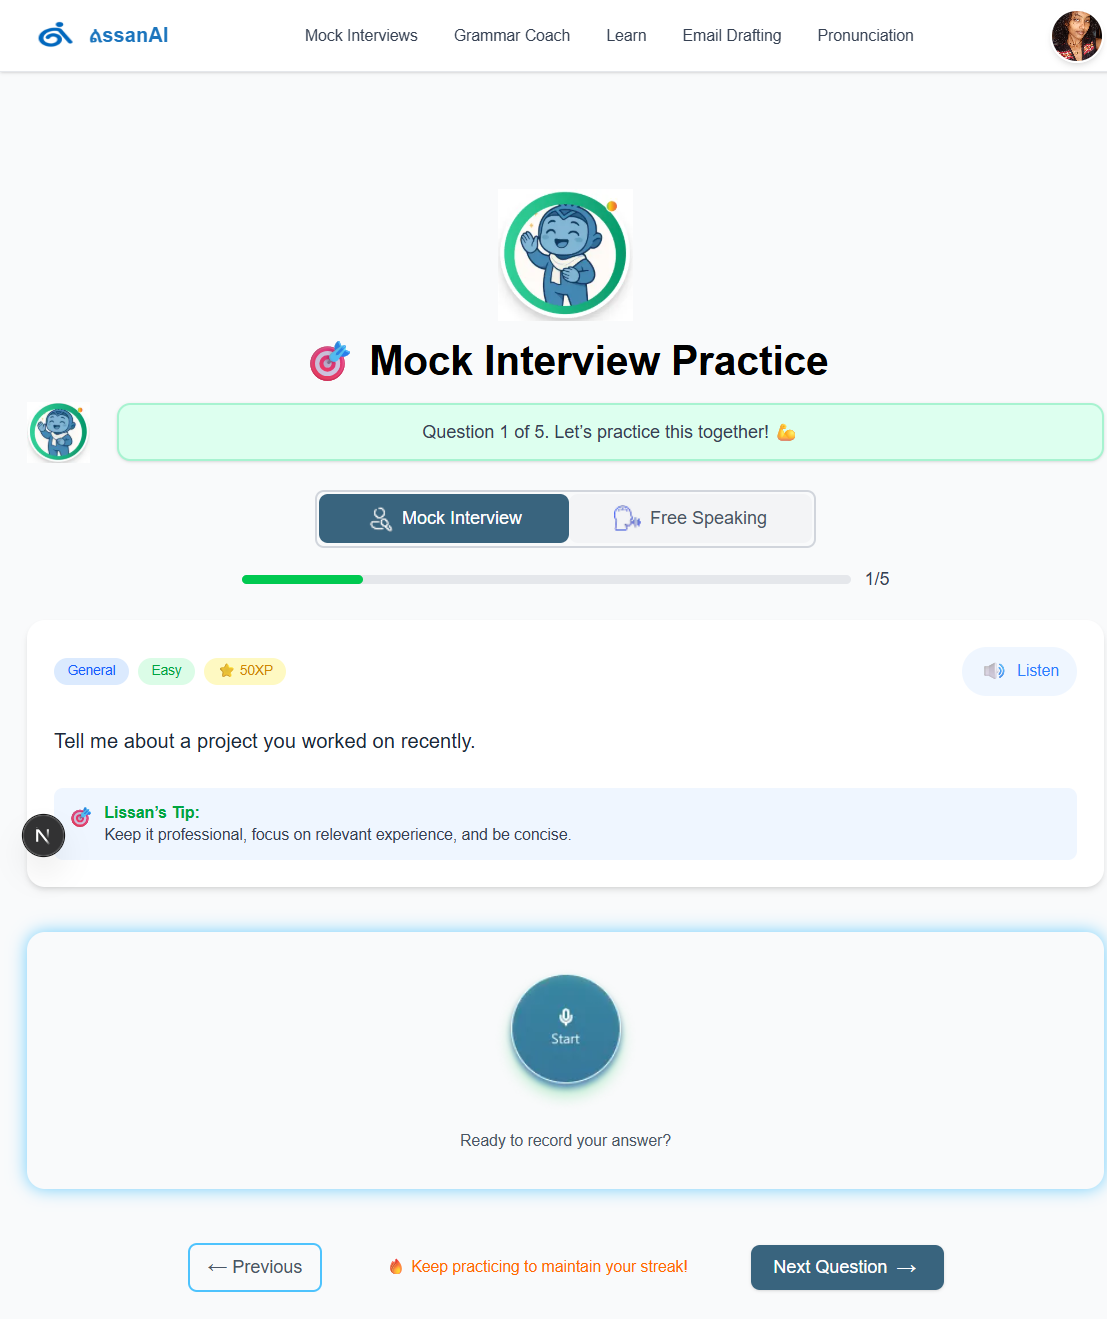 ልssanAI
Mock Interviews
Grammar Coach
Learn
Email Drafting
Pronunciation
Mock Interview Practice
Question 1 of 5. Let’s practice this together! 💪
Mock Interview
Free Speaking
1/5
General
Easy
50XP
Listen
Tell me about a project you worked on recently.
Lissan’s Tip:
Keep it professional, focus on relevant experience, and be concise.
N
Start
Ready to record your answer?
← Previous
🔥 Keep practicing to maintain your streak!
Next Question →